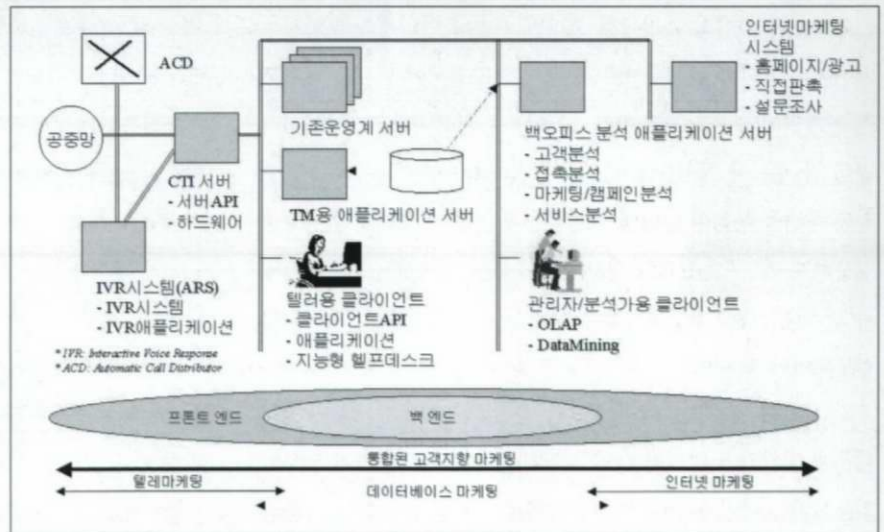 ACD
공중망
CTI 서버
- 서버API
- 하드웨어
IVR시스템(ARS)
- IVR시스템
- IVR애플리케이션
* IVR: Interactive Voice Response
* ACD: Automatic Call Distributor
기존운영계 서버
TM용 애플리케이션 서버
텔러용 클라이언트
- 클라이언트API
- 애플리케이션
- 지능형 헬프데스크
백오피스 분석 애플리케이션 서버
- 고객분석
- 접촉분석
- 마케팅/캠페인분석
- 서비스분석
관리자/분석가용 클라이언트
- OLAP
- DataMining
인터넷마케팅
시스템
- 홈페이지/광고
- 직접판촉
- 설문조사
프론트 엔드
백 엔드
통합된 고객지향 마케팅
텔레마케팅
데이터베이스 마케팅
인터넷 마케팅